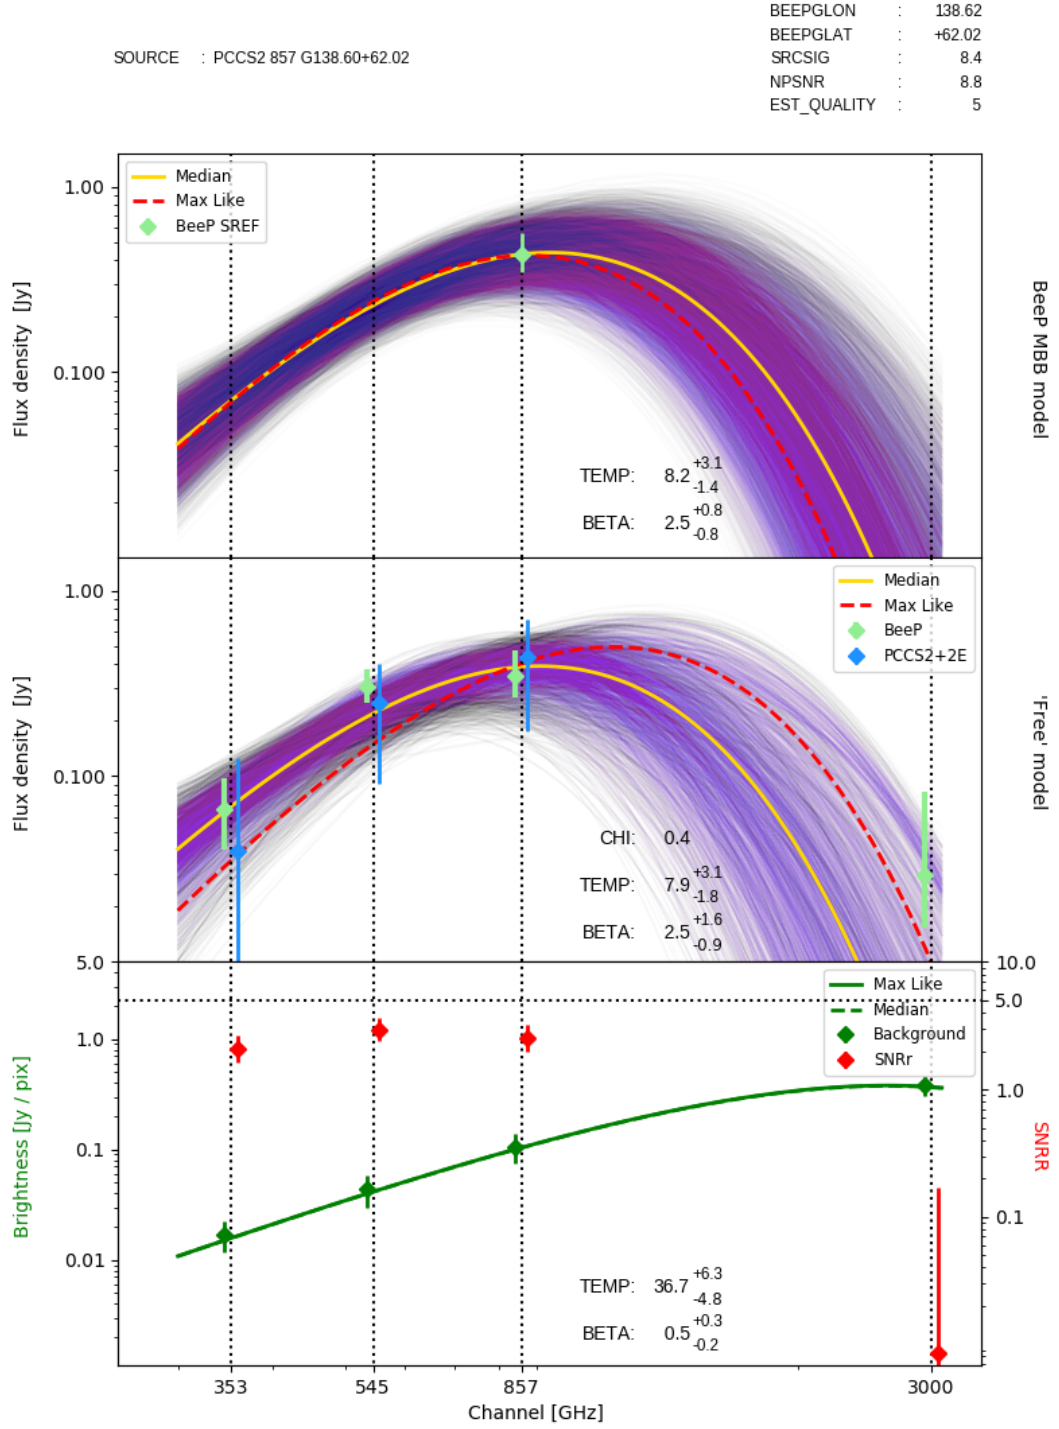 BEEPGLON : 138.62
BEEPGLAT : +62.02
SOURCE : PCCS2 857 G138.60+62.02
SRCSIG : 8.4
NPSNR : 8.8
EST_QUALITY : 5
Median
Max Like
BeeP SREF
1.00
0.100
Flux density [Jy]
BeeP MBB model
TEMP: 8.2 +3.1 -1.4
BETA: 2.5 +0.8 -0.8
Median
Max Like
BeeP
PCCS2+2E
1.00
0.100
Flux density [Jy]
'Free' model
CHI: 0.4
TEMP: 7.9 +3.1 -1.8
BETA: 2.5 +1.6 -0.9
5.0
1.0
0.1
0.01
Brightness [Jy / pix]
10.0
5.0
1.0
0.1
SNRR
Max Like
Median
Background
SNRr
TEMP: 36.7 +6.3 -4.8
BETA: 0.5 +0.3 -0.2
353 545 857 3000
Channel [GHz]